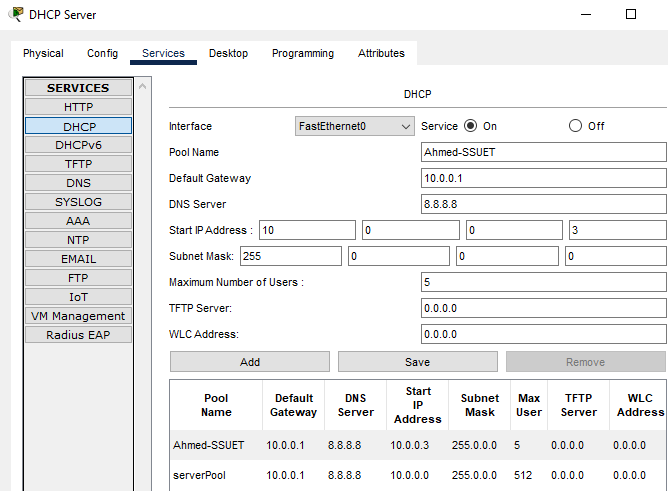 DHCP Server
Physical Config Services Desktop Programming Attributes
SERVICES
HTTP
DHCP
DHCPv6
TFTP
DNS
SYSLOG
AAA
NTP
EMAIL
FTP
IoT
VM Management
Radius EAP
DHCP
Interface FastEthernet0 Service On Off
Pool Name Ahmed-SSUET
Default Gateway 10.0.0.1
DNS Server 8.8.8.8
Start IP Address : 10 0 0 3
Subnet Mask: 255 0 0 0
Maximum Number of Users : 5
TFTP Server: 0.0.0.0
WLC Address: 0.0.0.0
Add Save Remove
Pool Name Default Gateway DNS Server Start IP Address Subnet Mask Max User TFTP Server WLC Address
Ahmed-SSUET 10.0.0.1 8.8.8.8 10.0.0.3 255.0.0.0 5 0.0.0.0 0.0.0.0
serverPool 10.0.0.1 8.8.8.8 10.0.0.0 255.0.0.0 512 0.0.0.0 0.0.0.0